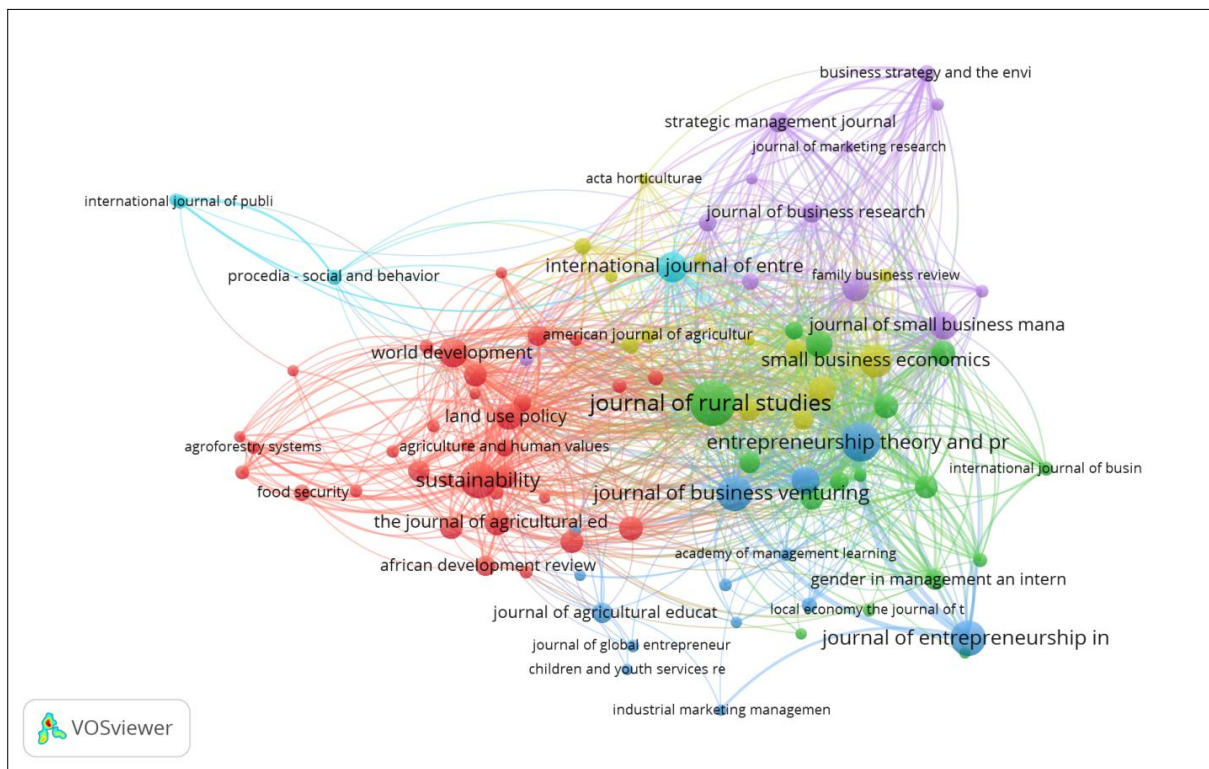 business strategy and the envi
strategic management journal
journal of marketing research
acta horticulturae
international journal of publi
journal of business research
procedia - social and behavior
international journal of entre
family business review
american journal of agricultur
journal of small business mana
world development
small business economics
journal of rural studies
land use policy
entrepreneurship theory and pr
agroforestry systems
agriculture and human values
international journal of busin
sustainability
food security
journal of business venturing
the journal of agricultural ed
academy of management learning
african development review
gender in management an intern
journal of agricultural educat
local economy the journal of t
journal of global entrepreneur
journal of entrepreneurship in
children and youth services re
industrial marketing managemen
VOSviewer